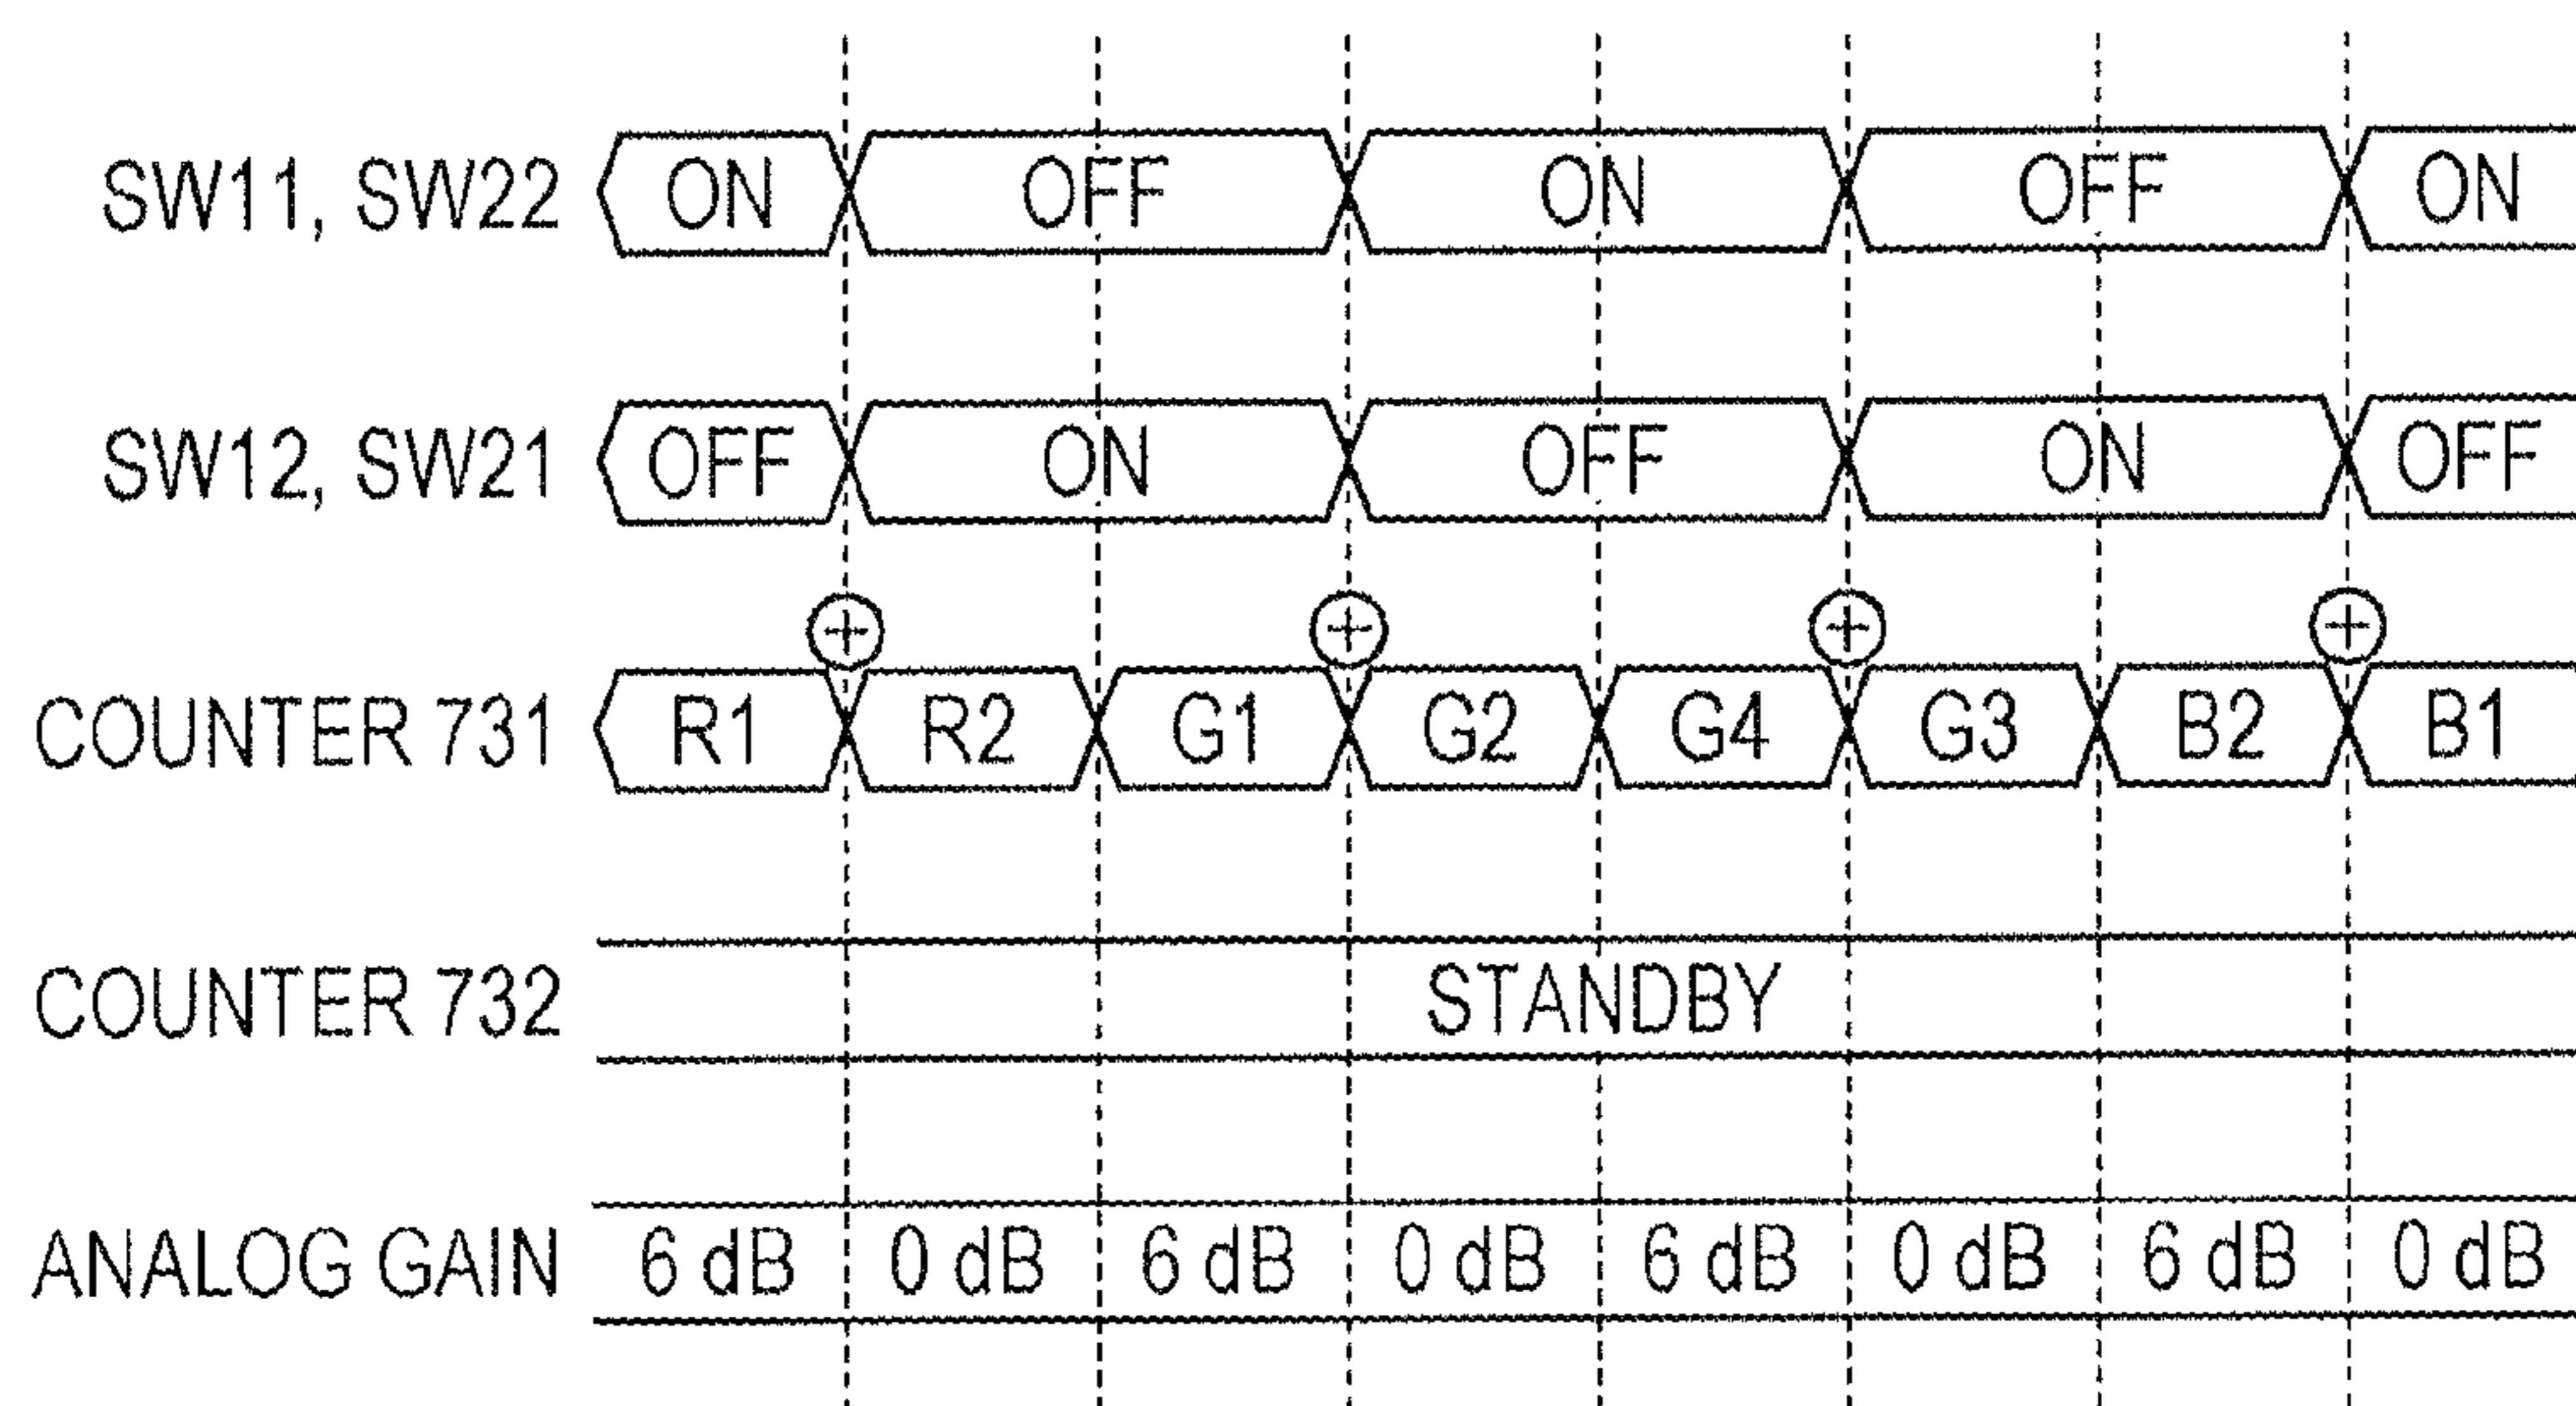 SW11, SW22 ON OFF ON OFF ON
SW12, SW21 OFF ON OFF ON OFF
COUNTER 731 R1 R2 G1 G2 G4 G3 B2 B1
COUNTER 732 STANDBY
ANALOG GAIN 6 dB 0 dB 6 dB 0 dB 6 dB 0 dB 6 dB 0 dB